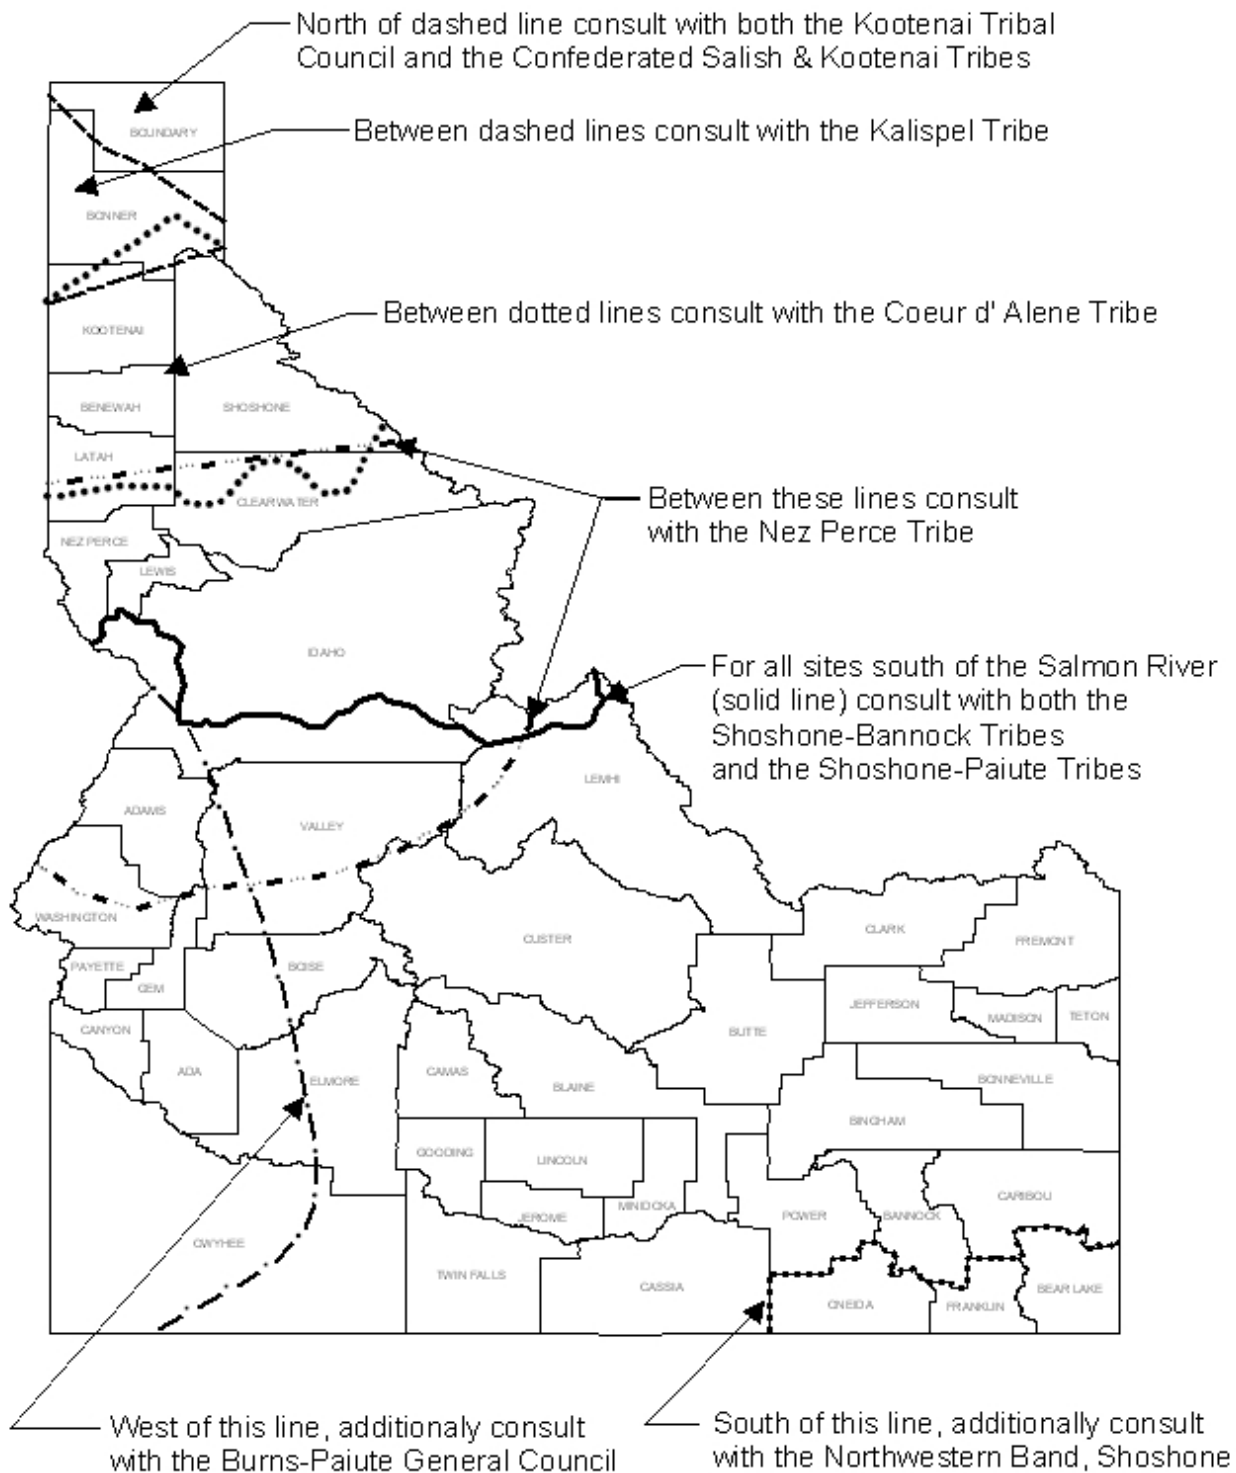 North of dashed line consult with both the Kootenai Tribal
Council and the Confederated Salish & Kootenai Tribes
BOUNDARY
Between dashed lines consult with the Kalispel Tribe
BONNER
Between dotted lines consult with the Coeur d' Alene Tribe
KOOTENAI
BENEWAH
SHOSHONE
LATAH
CLEARWATER
Between these lines consult
with the Nez Perce Tribe
NEZ PERCE
LEWIS
IDAHO
For all sites south of the Salmon River
(solid line) consult with both the
Shoshone-Bannock Tribes
and the Shoshone-Paiute Tribes
LEMHI
ADAMS
VALLEY
WASHINGTON
CUSTER
CLARK
FREMONT
PAYETTE
BOISE
GEM
JEFFERSON
MADISON
TETON
CANYON
BUTTE
ADA
ELMORE
CAMAS
BLAINE
BONNEVILLE
BINGHAM
GOODING
LINCOLN
CARIBOU
MINIDOKA
JEROME
POWER
BANNOCK
OWYHEE
TWIN FALLS
CASSIA
ONEIDA
FRANKLIN
BEAR LAKE
West of this line, additionaly consult
with the Burns-Paiute General Council
South of this line, additionally consult
with the Northwestern Band, Shoshone